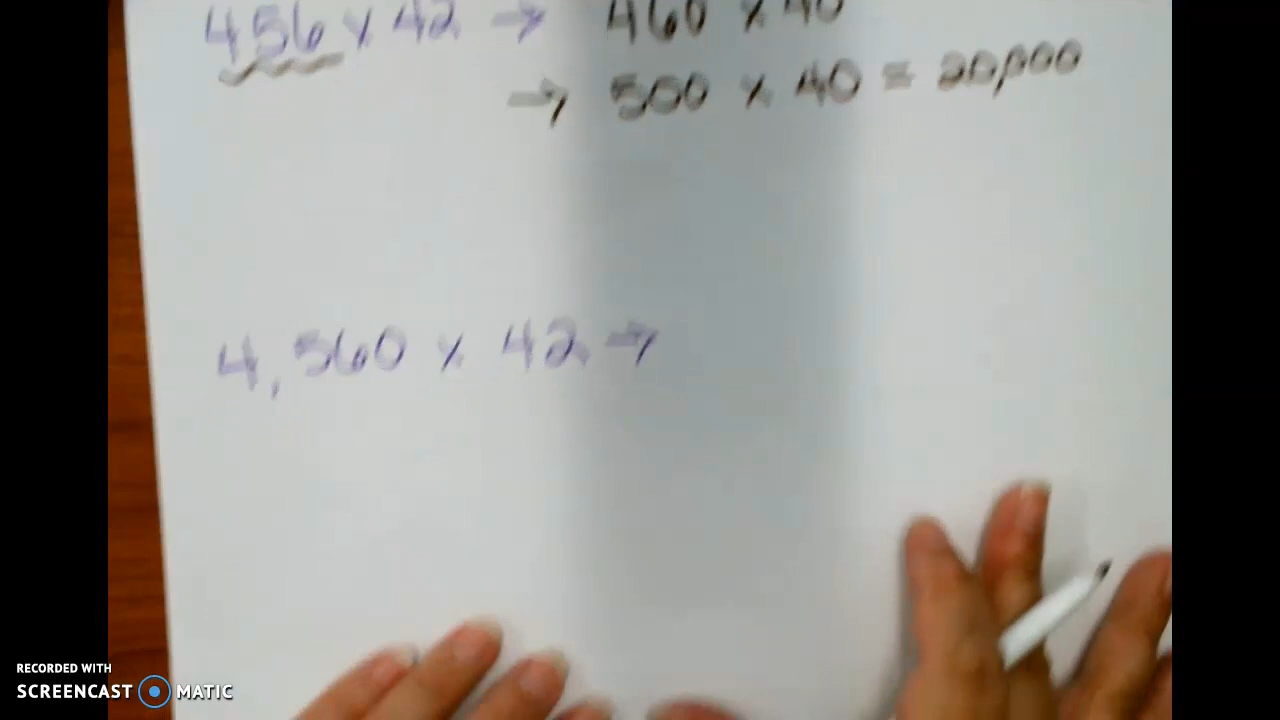 456 x 42 → 460 x 40
→ 500 x 40 = 20,000
4,560 x 42 →
RECORDED WITH
SCREENCAST MATIC